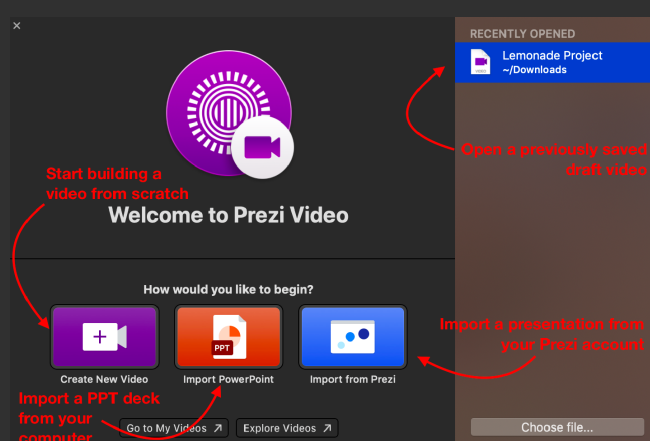 RECENTLY OPENED
Lemonade Project
~/Downloads
VIDEO
Open a previously saved
draft video
Start building a
video from scratch
Welcome to Prezi Video
How would you like to begin?
PPT
Create New Video
Import PowerPoint
Import from Prezi
Import a presentation from
your Prezi account
Import a PPT deck
from your
computer
Go to My Videos
Explore Videos
Choose file...